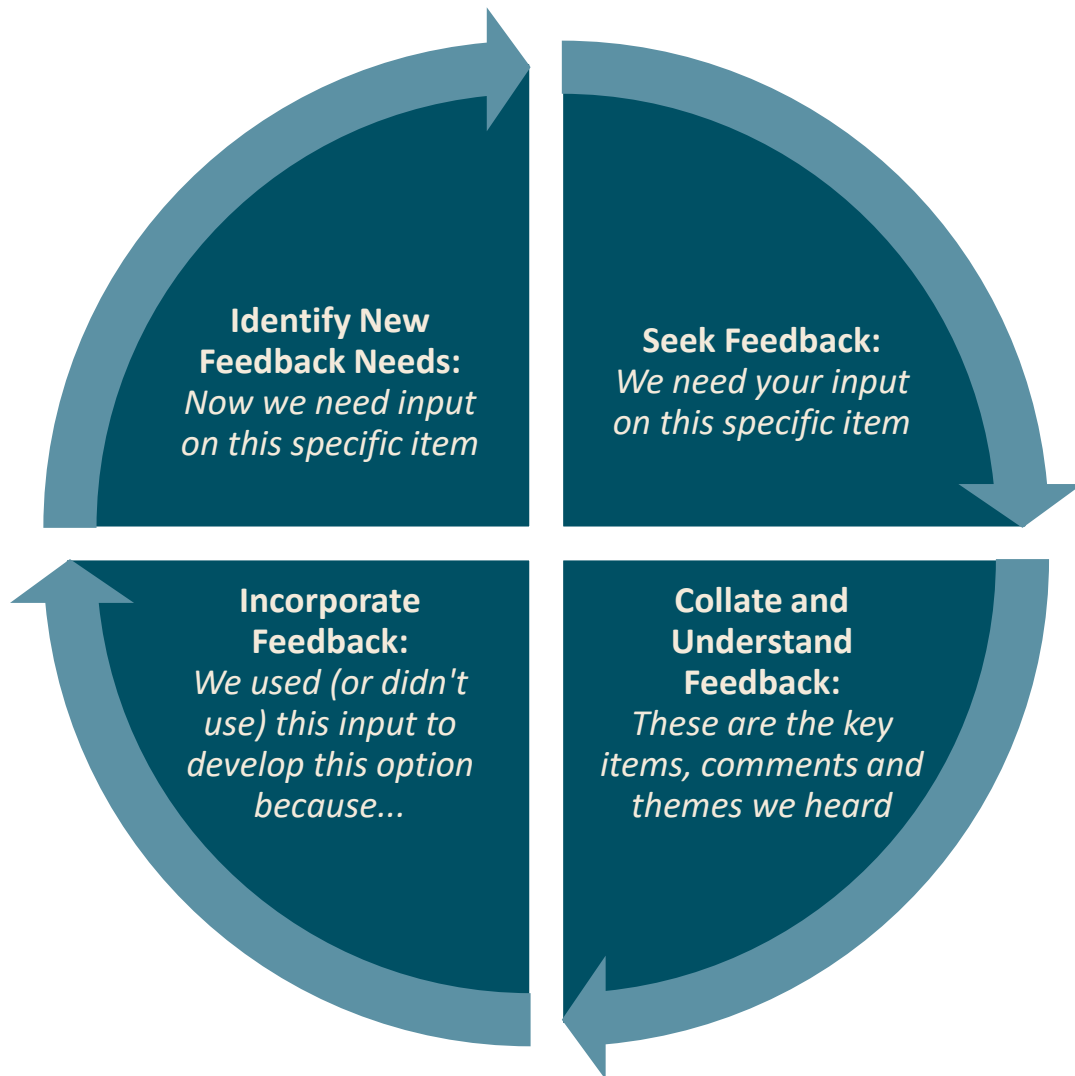 Identify New
Feedback Needs:
Now we need input
on this specific item
Seek Feedback:
We need your input
on this specific item
Incorporate
Feedback:
We used (or didn't
use) this input to
develop this option
because...
Collate and
Understand
Feedback:
These are the key
items, comments and
themes we heard